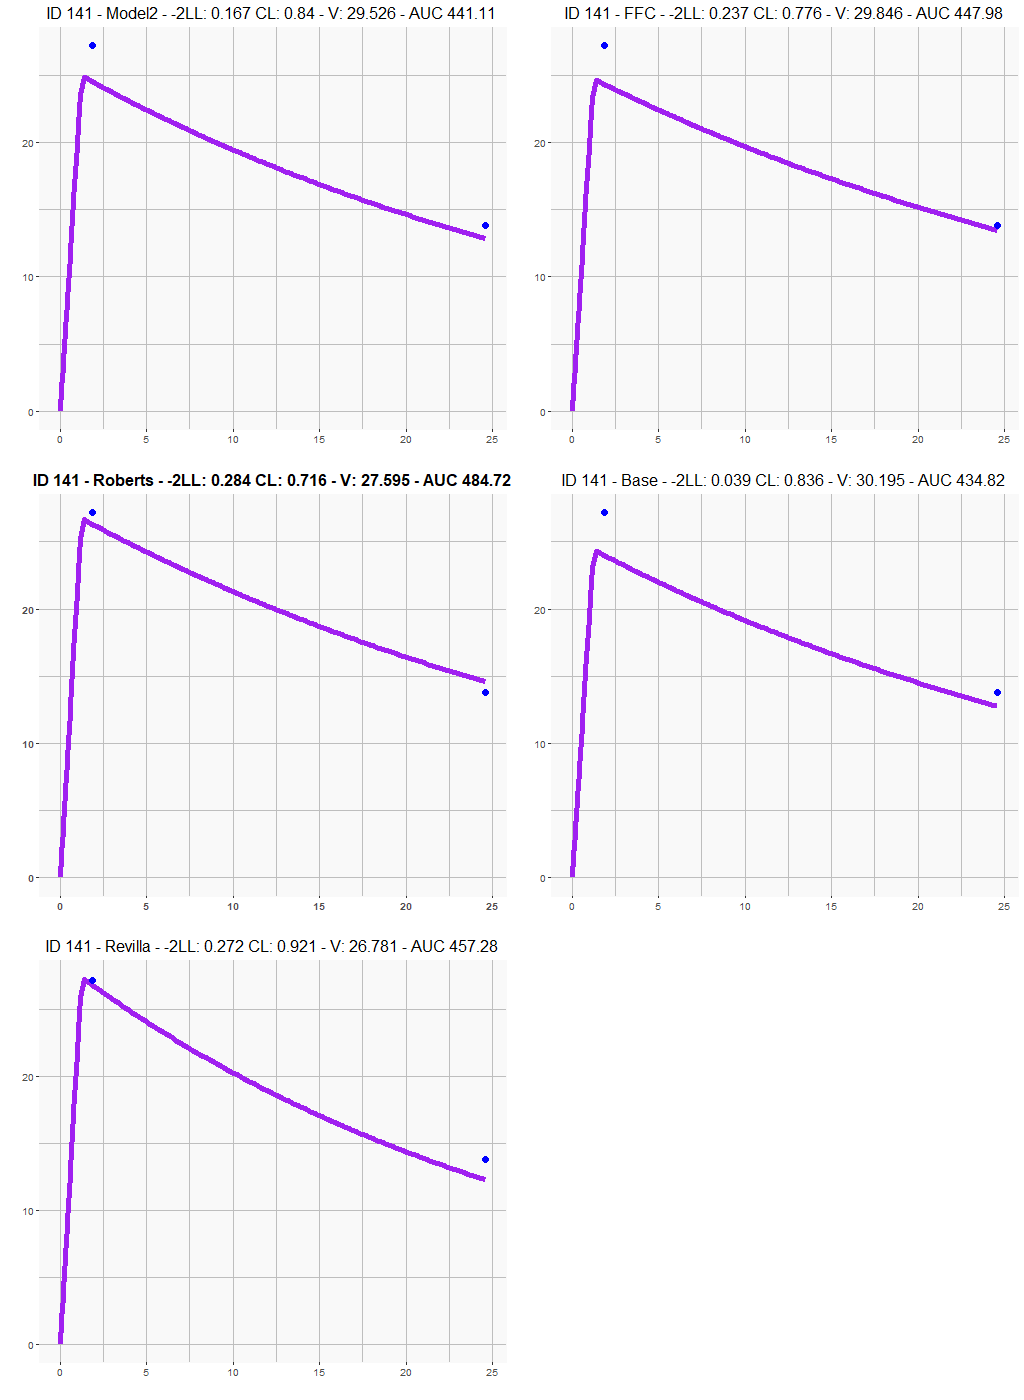 ID 141 - Model2 - -2LL: 0.167 CL: 0.84 - V: 29.526 - AUC 441.11
20
10
0
0 5 10 15 20 25
ID 141 - FFC - -2LL: 0.237 CL: 0.776 - V: 29.846 - AUC 447.98
20
10
0
0 5 10 15 20 25
ID 141 - Roberts - -2LL: 0.284 CL: 0.716 - V: 27.595 - AUC 484.72
20
10
0
0 5 10 15 20 25
ID 141 - Base - -2LL: 0.039 CL: 0.836 - V: 30.195 - AUC 434.82
20
10
0
0 5 10 15 20 25
ID 141 - Revilla - -2LL: 0.272 CL: 0.921 - V: 26.781 - AUC 457.28
20
10
0
0 5 10 15 20 25